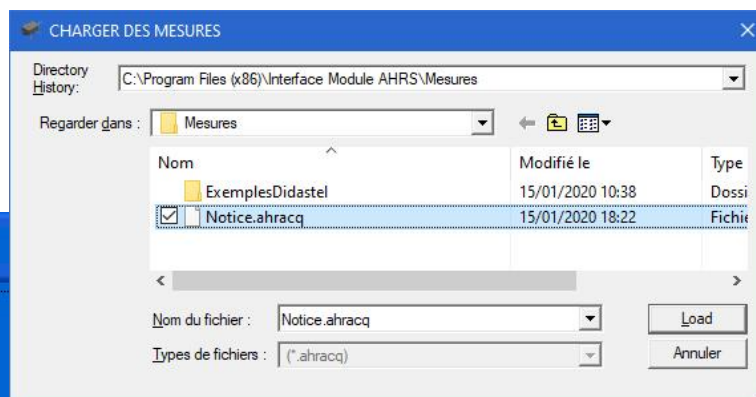 CHARGER DES MESURES
Directory
History:
C:\Program Files (x86)\Interface Module AHRS\Mesures
Regarder dans : Mesures
Nom Modifié le Type
ExemplesDidastel 15/01/2020 10:38 Dossi
Notice.ahracq 15/01/2020 18:22 Fichie
Nom du fichier : Notice.ahracq Load
Types de fichiers : (*.ahracq) Annuler